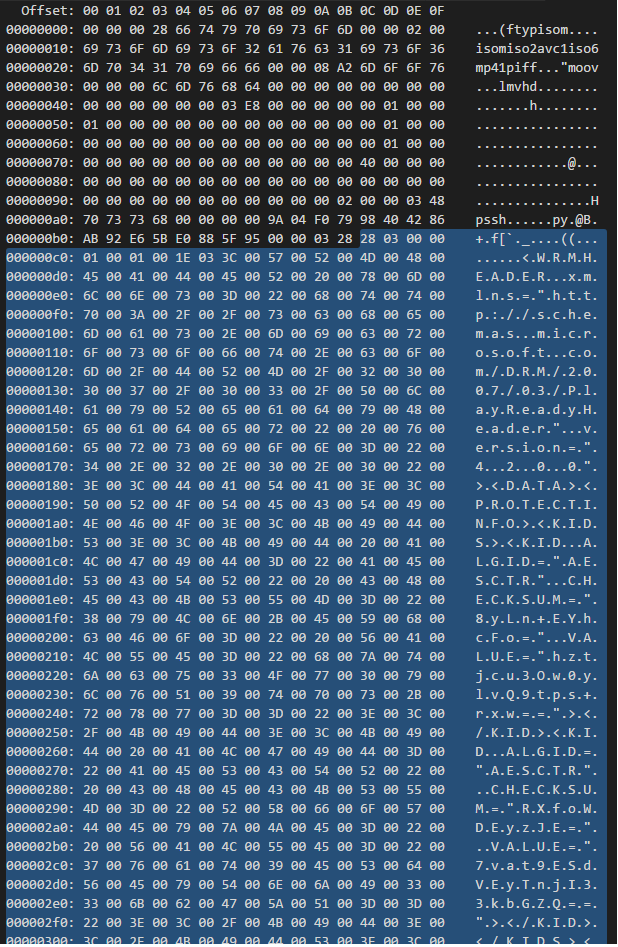 Offset: 00 01 02 03 04 05 06 07 08 09 0A 0B 0C 0D 0E 0F
00000000: 00 00 00 28 66 74 79 70 69 73 6F 6D 00 00 02 00 ...(ftypisom....
00000010: 69 73 6F 6D 69 73 6F 32 61 76 63 31 69 73 6F 36 isomiso2avc1iso6
00000020: 6D 70 34 31 70 69 66 66 00 00 08 A2 6D 6F 6F 76 mp41piff..."moov
00000030: 00 00 00 6C 6D 76 68 64 00 00 00 00 00 00 00 00 ...lmvhd........
00000040: 00 00 00 00 00 00 03 E8 00 00 00 00 00 01 00 00 .......h........
00000050: 01 00 00 00 00 00 00 00 00 00 00 00 00 01 00 00 ................
00000060: 00 00 00 00 00 00 00 00 00 00 00 00 00 01 00 00 ................
00000070: 00 00 00 00 00 00 00 00 00 00 00 00 40 00 00 00 ............@...
00000080: 00 00 00 00 00 00 00 00 00 00 00 00 00 00 00 00 ................
00000090: 00 00 00 00 00 00 00 00 00 00 02 00 00 00 03 48 ...............H
000000a0: 70 73 73 68 00 00 00 00 9A 04 F0 79 98 40 42 86 pssh......py.@B.
000000b0: AB 92 E6 5B E0 88 5F 95 00 00 03 28 28 03 00 00 +.f[`._....((...
000000c0: 01 00 01 00 1E 03 3C 00 57 00 52 00 4D 00 48 00 ......<.W.R.M.H.
000000d0: 45 00 41 00 44 00 45 00 52 00 20 00 78 00 6D 00 E.A.D.E.R...x.m.
000000e0: 6C 00 6E 00 73 00 3D 00 22 00 68 00 74 00 74 00 l.n.s.=.".h.t.t.
000000f0: 70 00 3A 00 2F 00 2F 00 73 00 63 00 68 00 65 00 p.:././.s.c.h.e.
00000100: 6D 00 61 00 73 00 2E 00 6D 00 69 00 63 00 72 00 m.a.s...m.i.c.r.
00000110: 6F 00 73 00 6F 00 66 00 74 00 2E 00 63 00 6F 00 o.s.o.f.t...c.o.
00000120: 6D 00 2F 00 44 00 52 00 4D 00 2F 00 32 00 30 00 m./.D.R.M./.2.0.
00000130: 30 00 37 00 2F 00 30 00 33 00 2F 00 50 00 6C 00 0.7./.0.3./.P.l.
00000140: 61 00 79 00 52 00 65 00 61 00 64 00 79 00 48 00 a.y.R.e.a.d.y.H.
00000150: 65 00 61 00 64 00 65 00 72 00 22 00 20 00 76 00 e.a.d.e.r."...v.
00000160: 65 00 72 00 73 00 69 00 6F 00 6E 00 3D 00 22 00 e.r.s.i.o.n.=.".
00000170: 34 00 2E 00 32 00 2E 00 30 00 2E 00 30 00 22 00 4...2...0...0.".
00000180: 3E 00 3C 00 44 00 41 00 54 00 41 00 3E 00 3C 00 >.<.D.A.T.A.>.<.
00000190: 50 00 52 00 4F 00 54 00 45 00 43 00 54 00 49 00 P.R.O.T.E.C.T.I.
000001a0: 4E 00 46 00 4F 00 3E 00 3C 00 4B 00 49 00 44 00 N.F.O.>.<.K.I.D.
000001b0: 53 00 3E 00 3C 00 4B 00 49 00 44 00 20 00 41 00 S.>.<.K.I.D...A.
000001c0: 4C 00 47 00 49 00 44 00 3D 00 22 00 41 00 45 00 L.G.I.D.=.".A.E.
000001d0: 53 00 43 00 54 00 52 00 22 00 20 00 43 00 48 00 S.C.T.R."...C.H.
000001e0: 45 00 43 00 4B 00 53 00 55 00 4D 00 3D 00 22 00 E.C.K.S.U.M.=.".
000001f0: 38 00 79 00 4C 00 6E 00 2B 00 45 00 59 00 68 00 8.y.L.n.+.E.Y.h.
00000200: 63 00 46 00 6F 00 3D 00 22 00 20 00 56 00 41 00 c.F.o.=."...V.A.
00000210: 4C 00 55 00 45 00 3D 00 22 00 68 00 7A 00 74 00 L.U.E.=.".h.z.t.
00000220: 6A 00 63 00 75 00 33 00 4F 00 77 00 30 00 79 00 j.c.u.3.O.w.0.y.
00000230: 6C 00 76 00 51 00 39 00 74 00 70 00 73 00 2B 00 l.v.Q.9.t.p.s.+.
00000240: 72 00 78 00 77 00 3D 00 3D 00 22 00 3E 00 3C 00 r.x.w.=.=.".>.<.
00000250: 2F 00 4B 00 49 00 44 00 3E 00 3C 00 4B 00 49 00 /.K.I.D.>.<.K.I.
00000260: 44 00 20 00 41 00 4C 00 47 00 49 00 44 00 3D 00 D...A.L.G.I.D.=.
00000270: 22 00 41 00 45 00 53 00 43 00 54 00 52 00 22 00 ".A.E.S.C.T.R.".
00000280: 20 00 43 00 48 00 45 00 43 00 4B 00 53 00 55 00 ..C.H.E.C.K.S.U.
00000290: 4D 00 3D 00 22 00 52 00 58 00 66 00 6F 00 57 00 M.=.".R.X.f.o.W.
000002a0: 44 00 45 00 79 00 7A 00 4A 00 45 00 3D 00 22 00 D.E.y.z.J.E.=.".
000002b0: 20 00 56 00 41 00 4C 00 55 00 45 00 3D 00 22 00 ..V.A.L.U.E.=.".
000002c0: 37 00 76 00 61 00 74 00 39 00 45 00 53 00 64 00 7.v.a.t.9.E.S.d.
000002d0: 56 00 45 00 79 00 54 00 6E 00 6A 00 49 00 33 00 V.E.y.T.n.j.I.3.
000002e0: 33 00 6B 00 62 00 47 00 5A 00 51 00 3D 00 3D 00 3.k.b.G.Z.Q.=.=.
000002f0: 22 00 3E 00 3C 00 2F 00 4B 00 49 00 44 00 3E 00 ".>.<./.K.I.D.>.
00000300: 3C 00 2F 00 4B 00 49 00 44 00 53 00 3E 00 3C 00 <./.K.I.D.S.>.<.